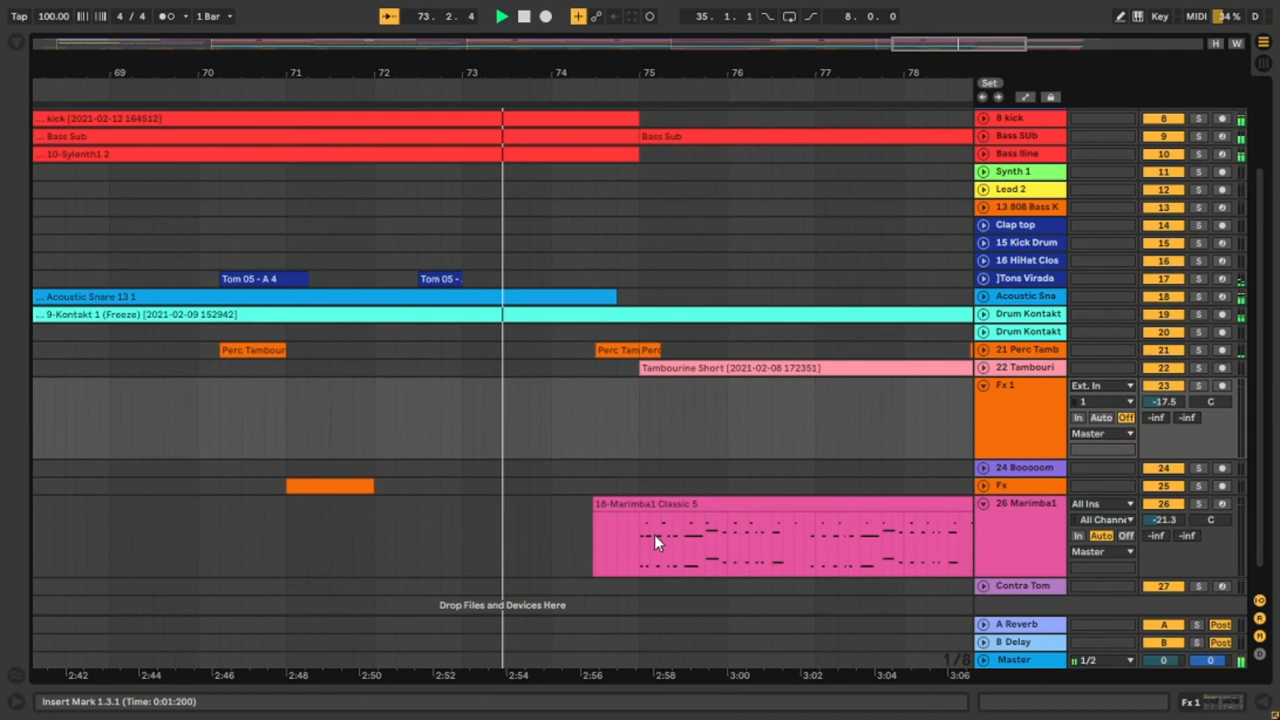 Tap 100.00 4 / 4 1 Bar 73. 2. 4 35. 1. 1 8. 0. 0 Key MIDI 34 % D
H W
69 70 71 72 73 74 75 76 77 78
Set
... kick [2021-02-12 164512] 8 kick 8 S
... Bass Sub Bass Sub Bass SUb 9 S
... 10-Sylenth1 2 Bass lline 10 S
Synth 1 11 S
Lead 2 12 S
13 808 Bass K 13 S
Clap top 14 S
15 Kick Drum 15 S
16 HiHat Clos 16 S
Tom 05 - A 4 Tom 05 - ]Tons Virada 17 S
... Acoustic Snare 13 1 Acoustic Sna 18 S
... 9-Kontakt 1 (Freeze) [2021-02-09 152942] Drum Kontakt 19 S
Drum Kontakt 20 S
Perc Tambour Perc Tam Perc 21 Perc Tamb 21 S
Tambourine Short [2021-02-08 172351] 22 Tambouri 22 S
Fx 1 Ext. In 23 S
1 -17.5 C
In Auto Off -inf -inf
Master
24 Booooom 24 S
Fx 25 S
18-Marimba1 Classic 5 26 Marimba1 All Ins 26 S
All Channe -21.3 C
In Auto Off -inf -inf
Master
Contra Tom 27 S
Drop Files and Devices Here
A Reverb A S Post
B Delay B S Post
1/8 Master 1/2 0 0
2:42 2:44 2:46 2:48 2:50 2:52 2:54 2:56 2:58 3:00 3:02 3:04 3:06
Insert Mark 1.3.1 (Time: 0:01:200) Fx 1